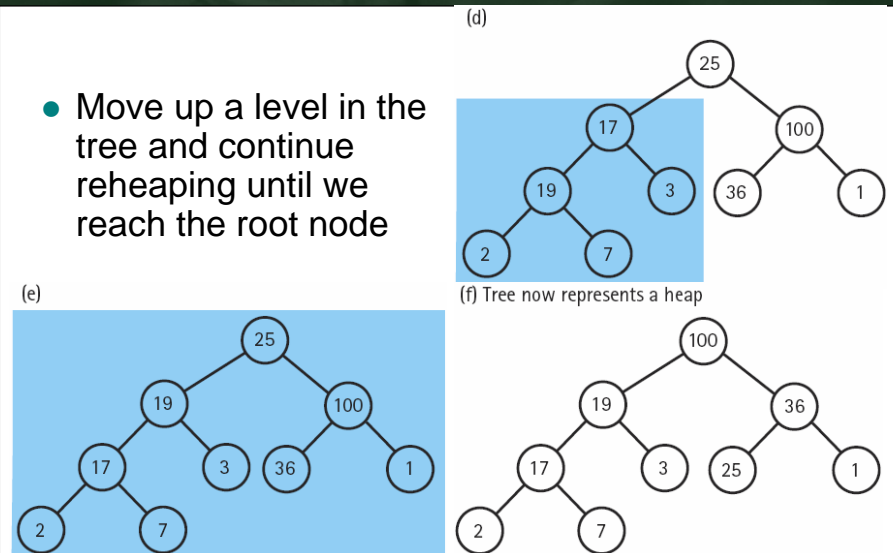 (d)
● Move up a level in the
tree and continue
reheaping until we
reach the root node
25
17 100
19 3 36 1
2 7
(e)
25
19 100
17 3 36 1
2 7
(f) Tree now represents a heap
100
19 36
17 3 25 1
2 7